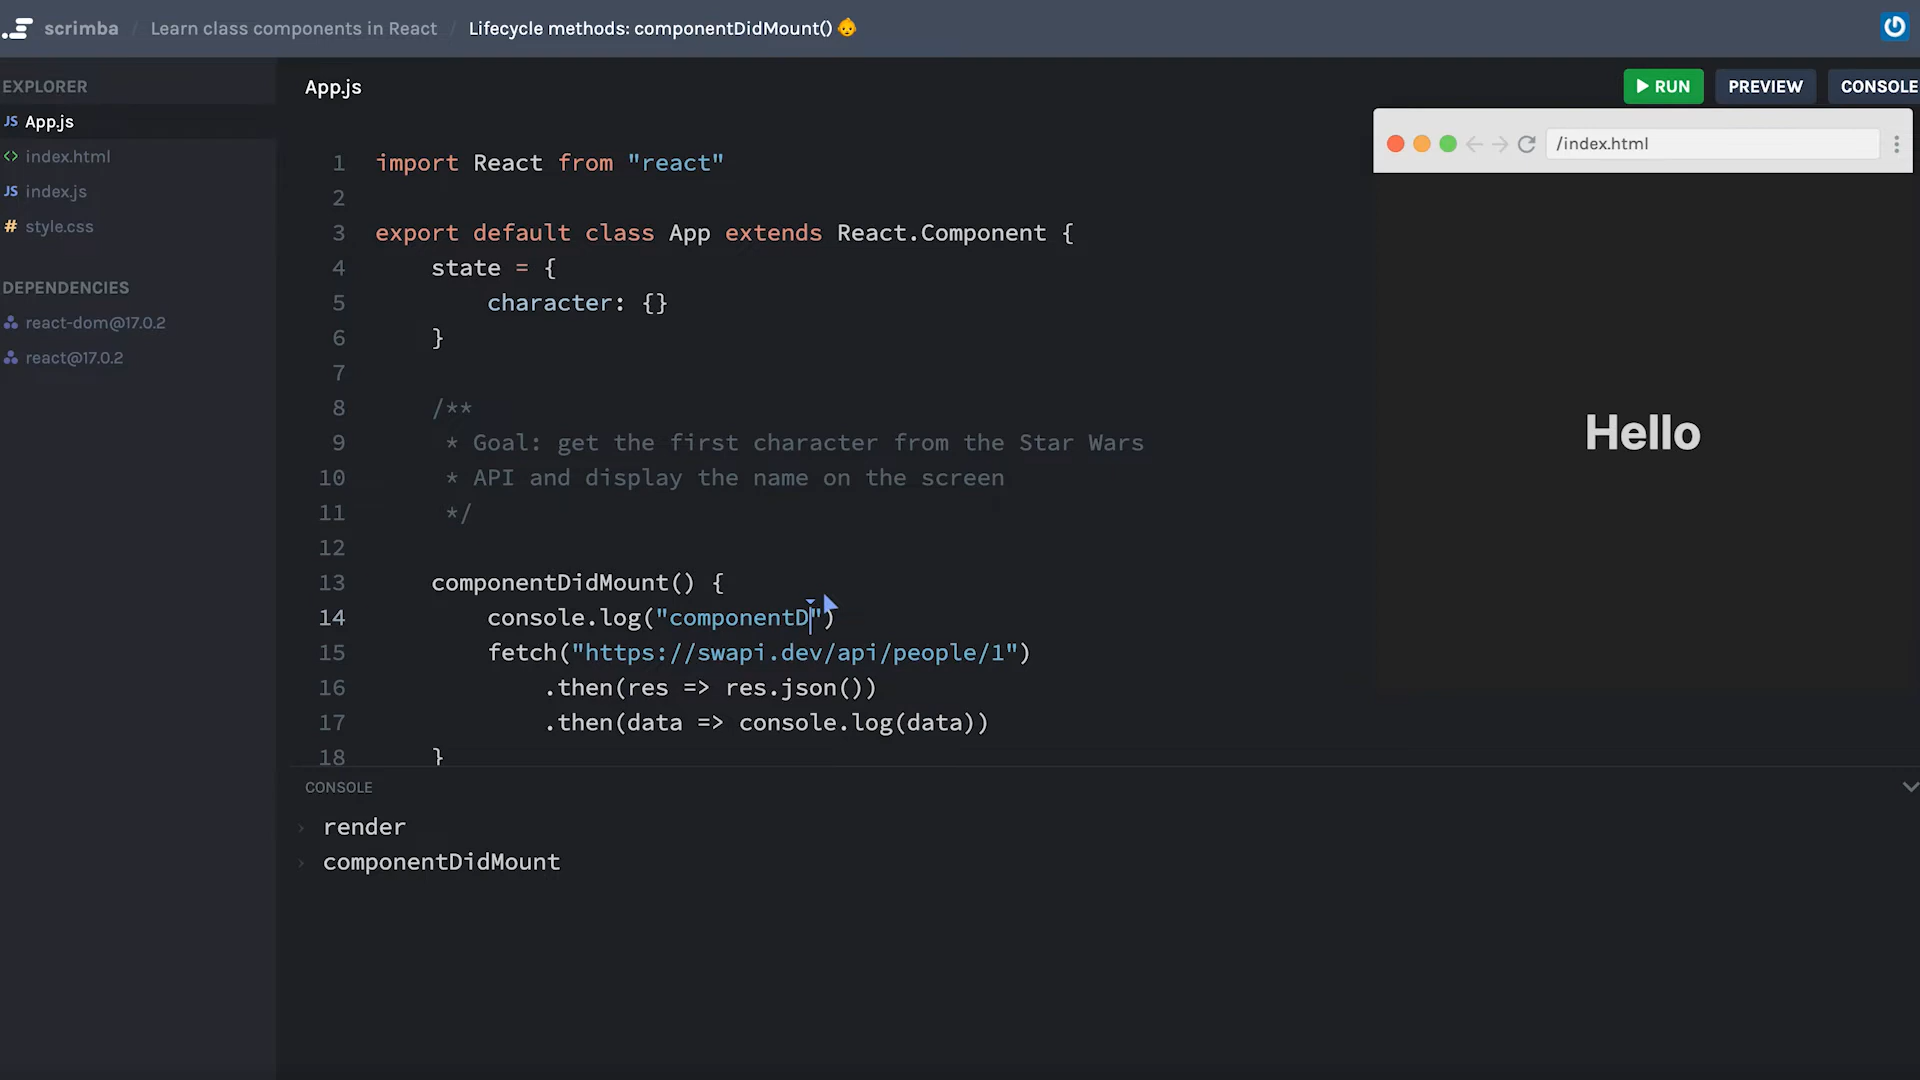 scrimba / Learn class components in React / Lifecycle methods: componentDidMount() 👶
EXPLORER
JS App.js
<> index.html
JS index.js
# style.css
DEPENDENCIES
react-dom@17.0.2
react@17.0.2
App.js
RUN PREVIEW CONSOLE
1 import React from "react"
2
3 export default class App extends React.Component {
4     state = {
5         character: {}
6     }
7
8     /**
9      * Goal: get the first character from the Star Wars
10      * API and display the name on the screen
11      */
12
13     componentDidMount() {
14         console.log("componentD")
15         fetch("https://swapi.dev/api/people/1")
16             .then(res => res.json())
17             .then(data => console.log(data))
18     }
/index.html
Hello
CONSOLE
› render
› componentDidMount